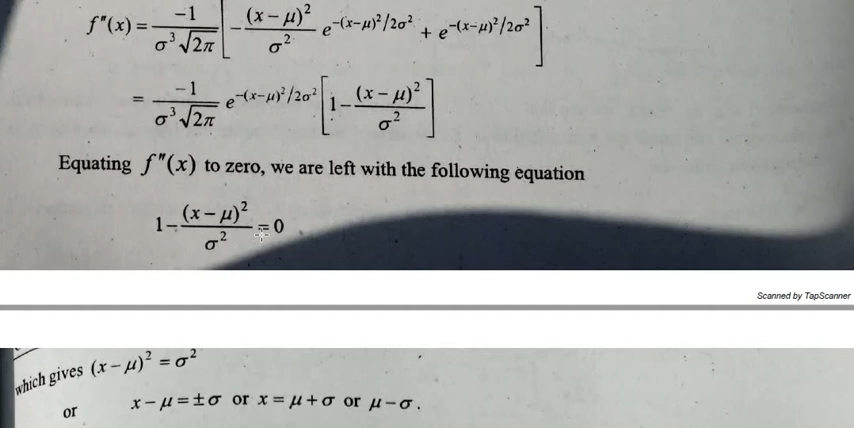 f″(x) = -1/(σ³√2π) [ -(x – μ)²/σ² e^(-(x–μ)²/2σ²) + e^(-(x–μ)²/2σ²) ]
= -1/(σ³√2π) e^(-(x–μ)²/2σ²) [ 1 – (x – μ)²/σ² ]
Equating f″(x) to zero, we are left with the following equation
1 – (x – μ)²/σ² = 0
Scanned by TapScanner
which gives (x – μ)² = σ²
or x – μ = ±σ or x = μ + σ or μ – σ.